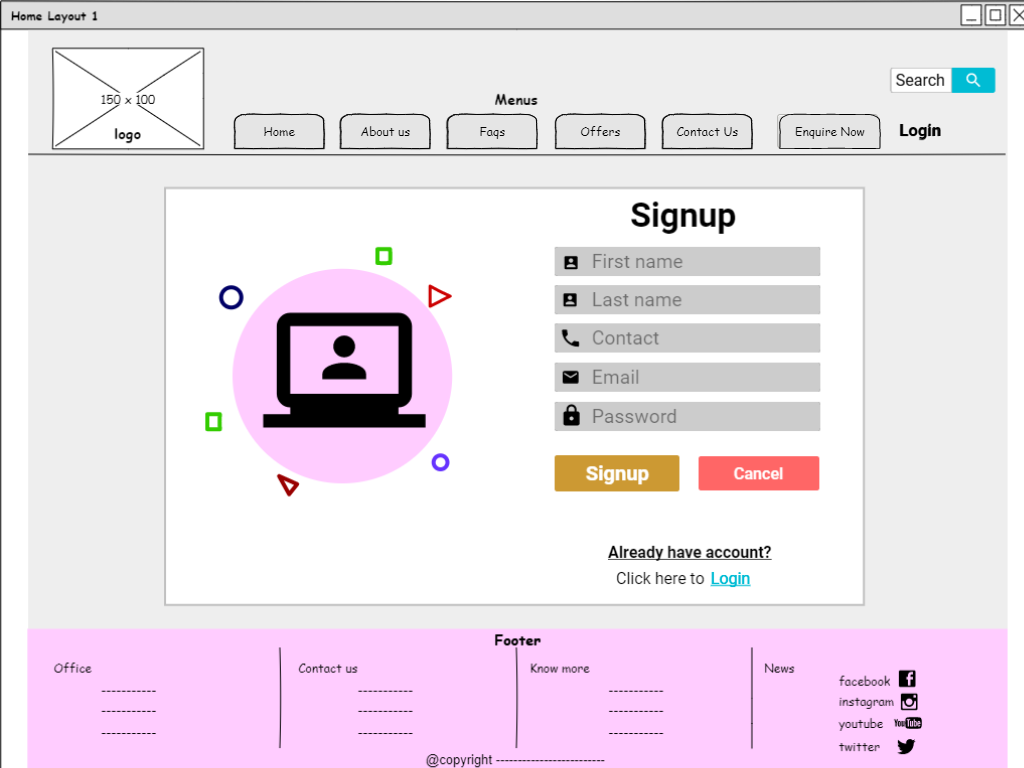 Home Layout 1
150 x 100
logo
Menus
Search
Home
About us
Faqs
Offers
Contact Us
Enquire Now
Login
Signup
First name
Last name
Contact
Email
Password
Signup
Cancel
Already have account?
Click here to Login
Footer
Office
-----------
-----------
-----------
Contact us
-----------
-----------
-----------
Know more
-----------
-----------
-----------
News
facebook
instagram
youtube YouTube
twitter
@copyright -------------------------